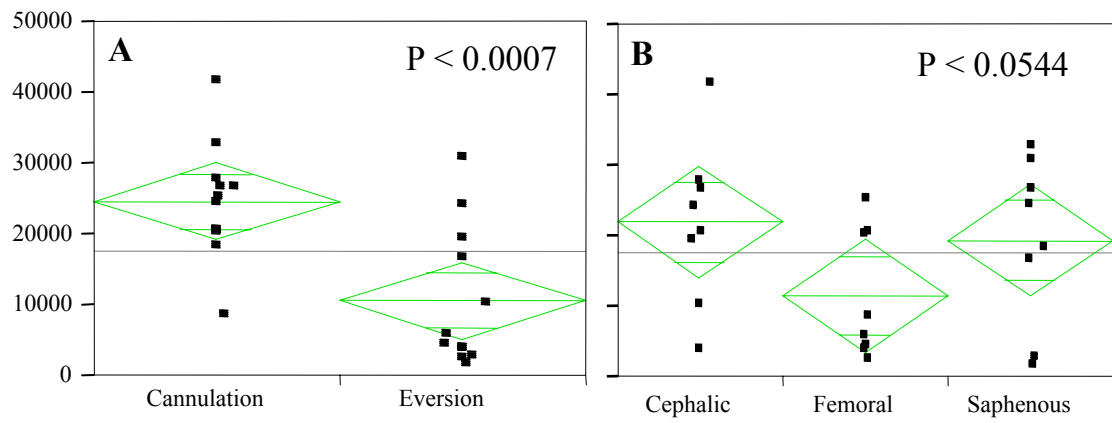 50000
A
P < 0.0007
B
P < 0.0544
40000
30000
20000
10000
0
Cannulation
Eversion
Cephalic
Femoral
Saphenous